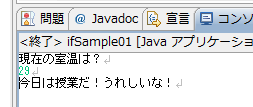 問題 @ Javadoc 宣言 コンソ
<終了> ifSample01 [Java アプリケーショ
現在の室温は？
29
今日は授業だ！うれしいな！